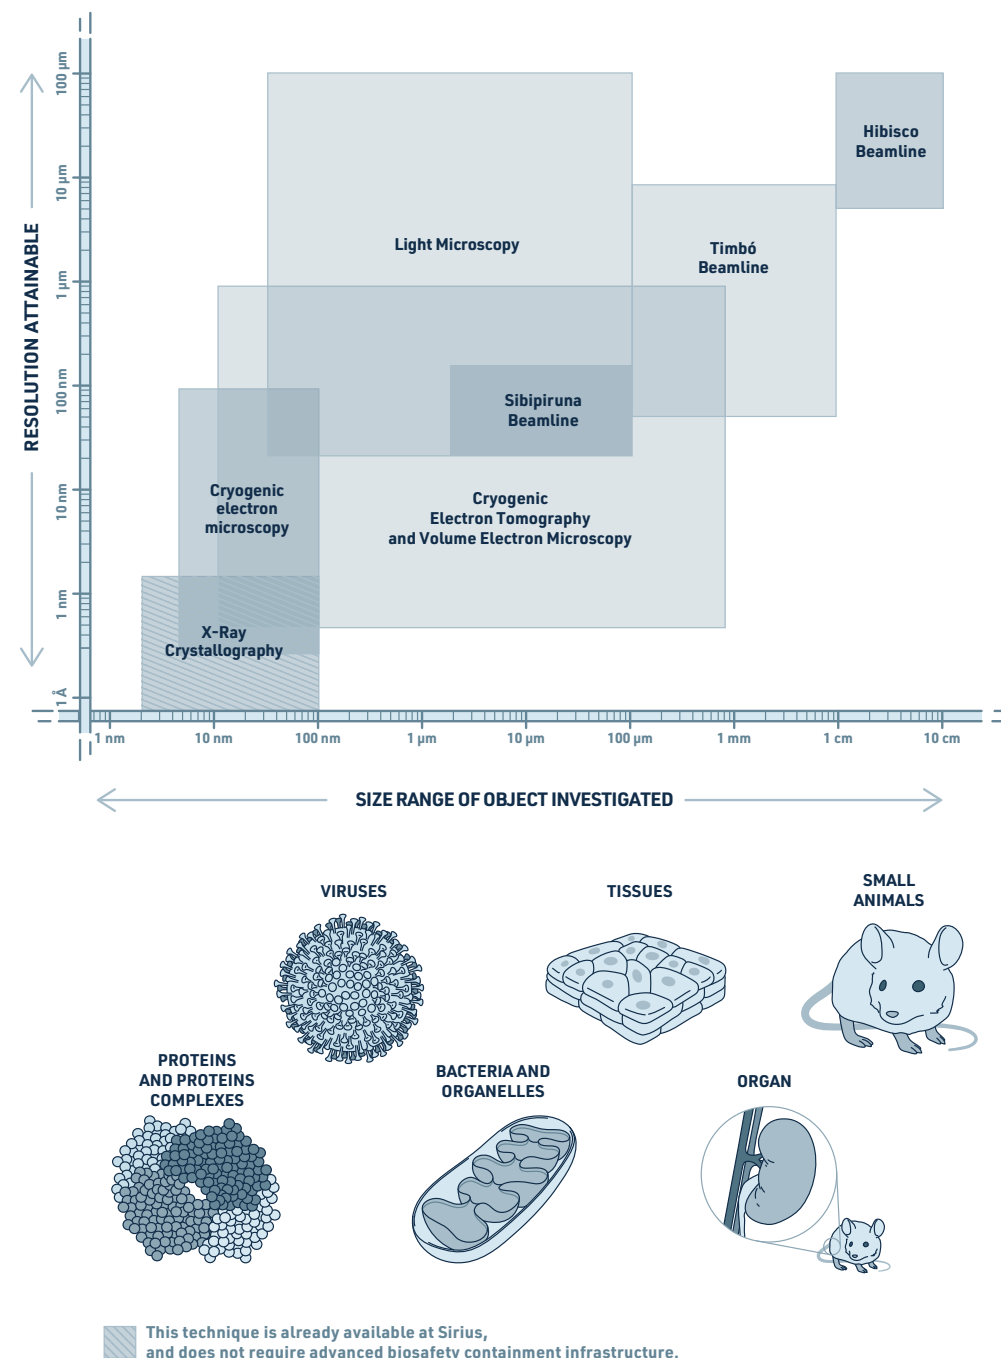 100 µm
10 µm
1 µm
100 nm
10 nm
1 nm
1 Å
RESOLUTION ATTAINABLE
Hibisco
Beamline
Light Microscopy
Timbó
Beamline
Sibipiruna
Beamline
Cryogenic
electron
microscopy
Cryogenic
Electron Tomography
and Volume Electron Microscopy
X-Ray
Crystallography
1 nm
10 nm
100 nm
1 µm
10 µm
100 µm
1 mm
1 cm
10 cm
SIZE RANGE OF OBJECT INVESTIGATED
VIRUSES
TISSUES
SMALL
ANIMALS
PROTEINS
AND PROTEINS
COMPLEXES
BACTERIA AND
ORGANELLES
ORGAN
This technique is already available at Sirius,
and does not require advanced biosafety containment infrastructure.